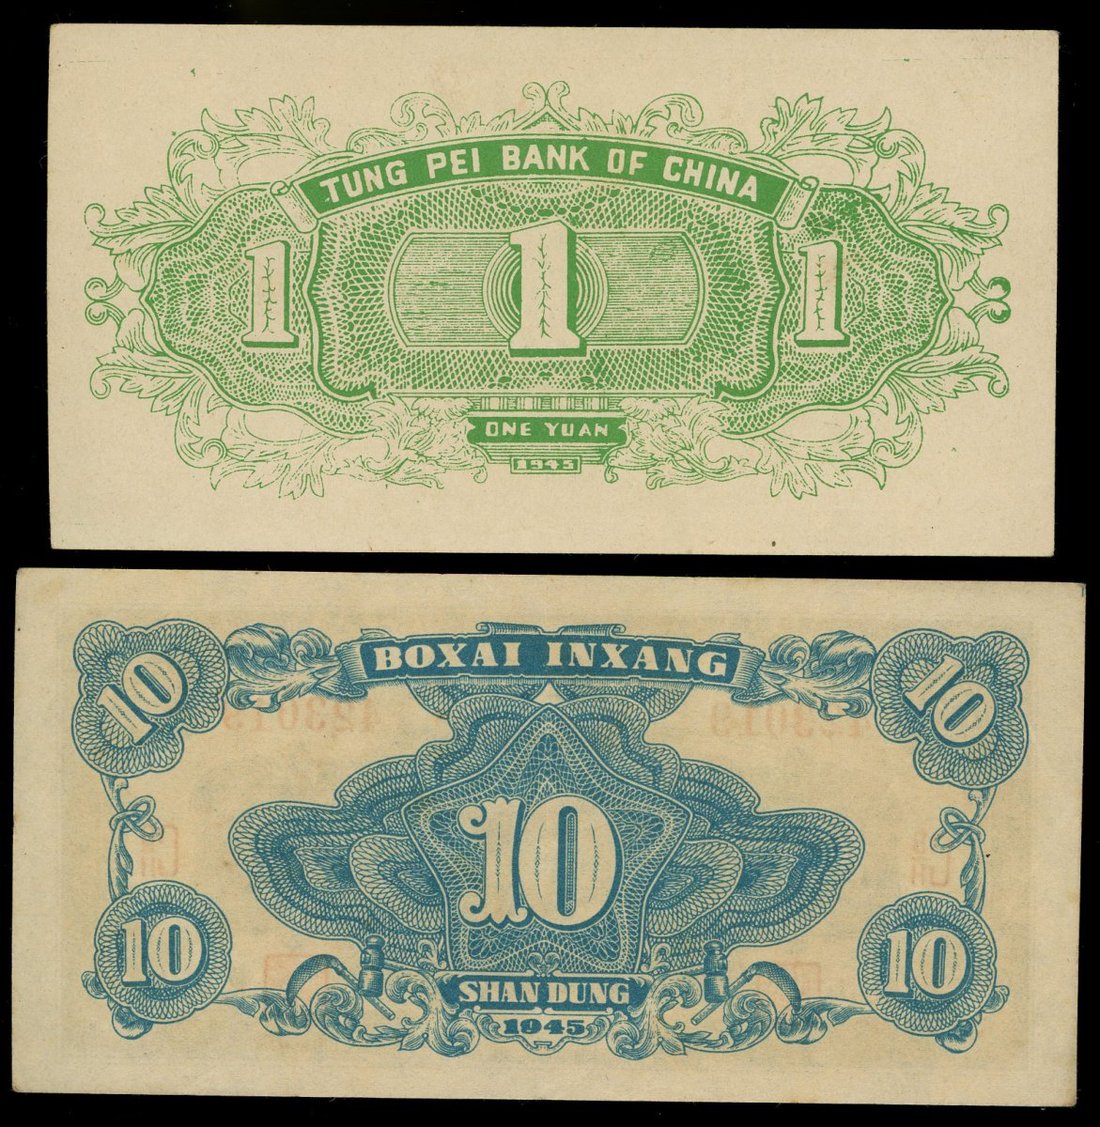 TUNG PEI BANK OF CHINA
1 1 1
ONE YUAN
1945
BOXAI INXANG
10 10
10
10 10
SHAN DUNG
1945